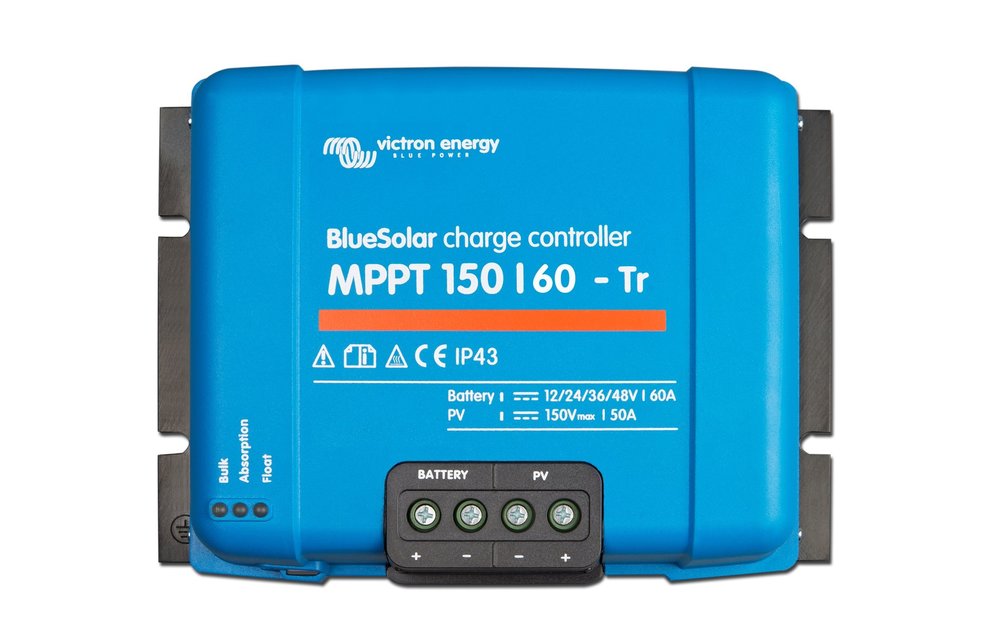 victron energy
BLUE POWER
BlueSolar charge controller
MPPT 150 | 60 - Tr
CE IP43
Battery 12/24/36/48V | 60A
PV 150Vmax | 50A
Bulk
Absorption
Float
BATTERY PV
+ - - +